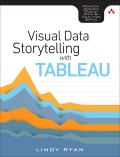 Visual Data
Storytelling
with
TABLEAU
LINDY RYAN